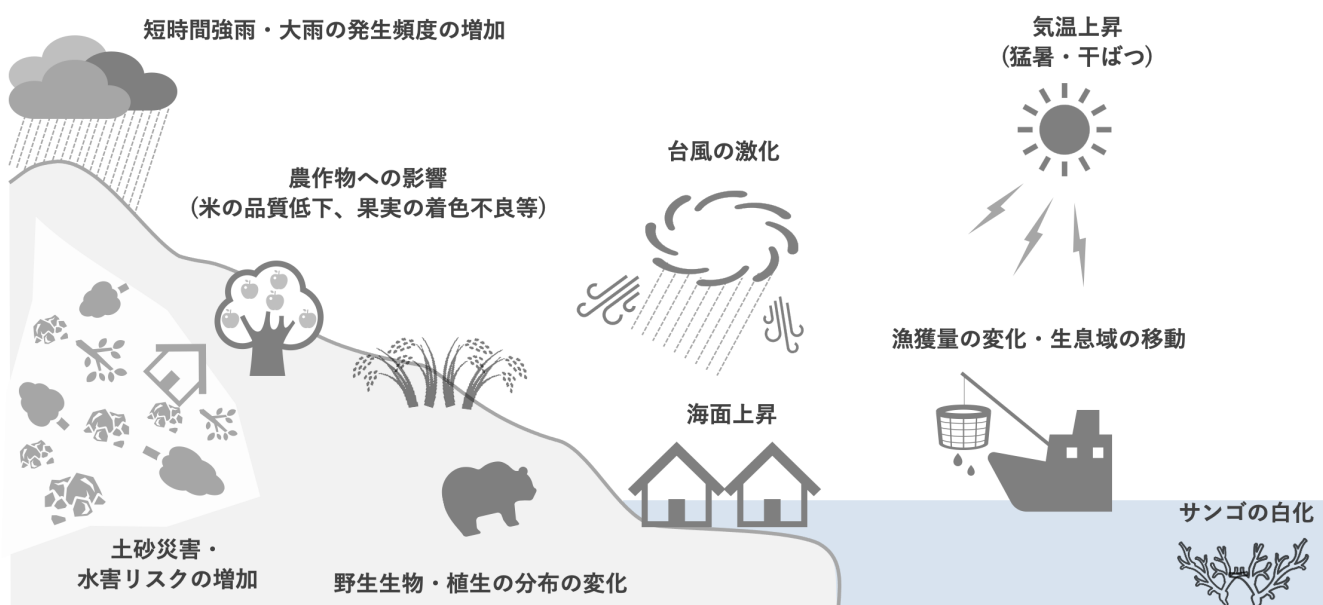 短時間強雨・大雨の発生頻度の増加
気温上昇
(猛暑・干ばつ)
台風の激化
農作物への影響
(米の品質低下、果実の着色不良等)
漁獲量の変化・生息域の移動
海面上昇
サンゴの白化
土砂災害・
水害リスクの増加
野生生物・植生の分布の変化